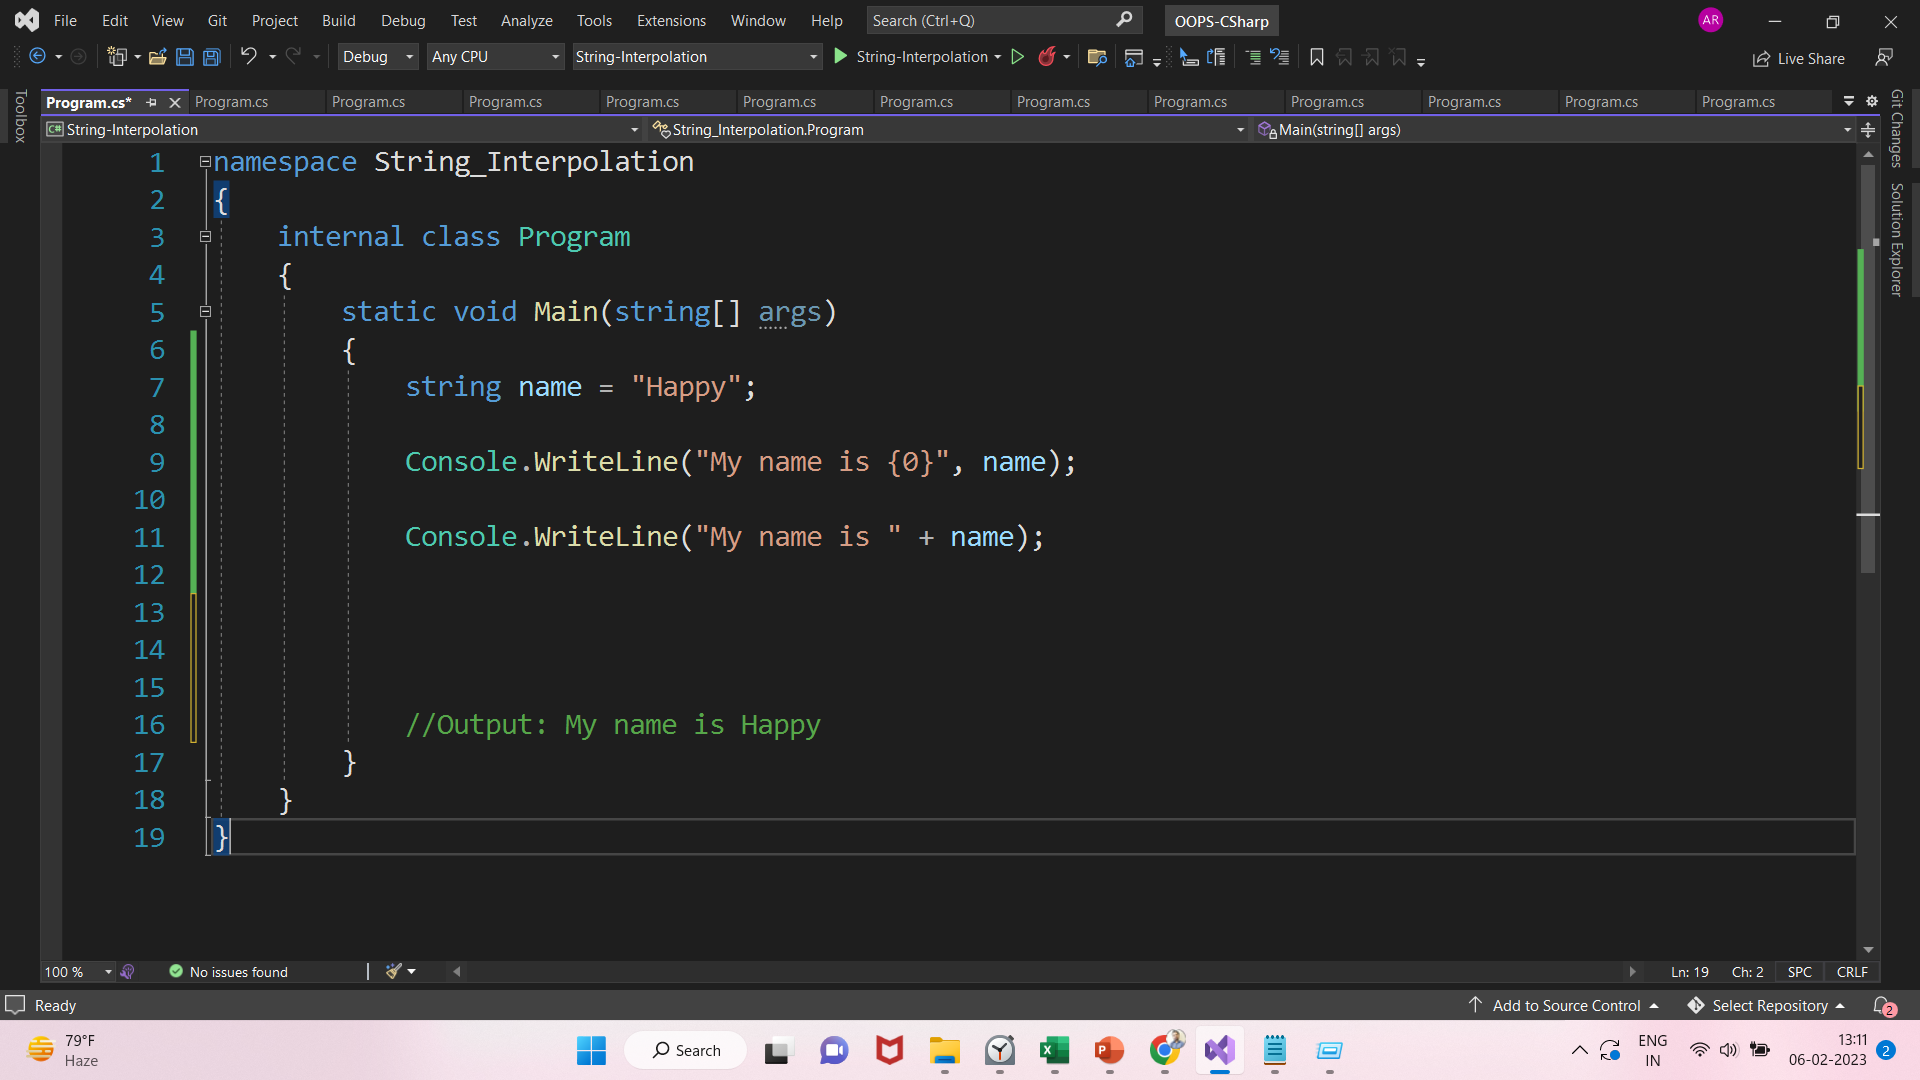 File Edit View Git Project Build Debug Test Analyze Tools Extensions Window Help Search (Ctrl+Q) OOPS-CSharp AR
Debug Any CPU String-Interpolation String-Interpolation Live Share
Toolbox
Program.cs* Program.cs Program.cs Program.cs Program.cs Program.cs Program.cs Program.cs Program.cs Program.cs Program.cs Program.cs Program.cs
C# String-Interpolation String_Interpolation.Program Main(string[] args)
Git Changes
Solution Explorer
1 namespace String_Interpolation
2 {
3 internal class Program
4 {
5 static void Main(string[] args)
6 {
7 string name = "Happy";
8
9 Console.WriteLine("My name is {0}", name);
10
11 Console.WriteLine("My name is " + name);
12
13
14
15
16 //Output: My name is Happy
17 }
18 }
19 }
100 % No issues found Ln: 19 Ch: 2 SPC CRLF
Ready Add to Source Control Select Repository 2
79°F
Haze
Search
ENG
IN
13:11
06-02-2023
2